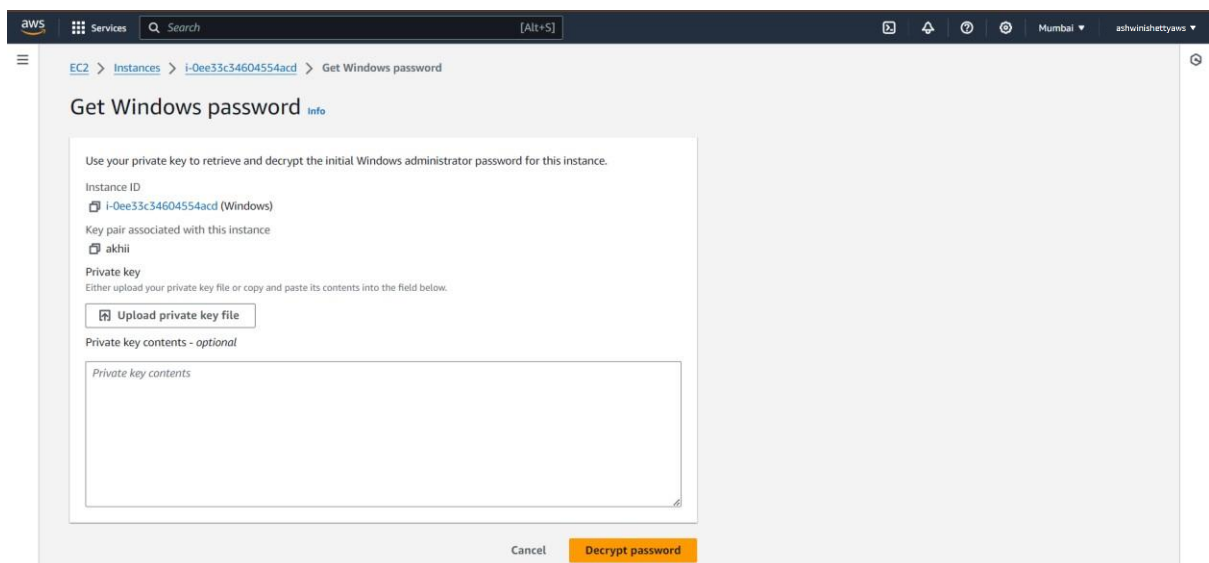 aws Services Search [Alt+S] Mumbai ashwinishettyaws
EC2 > Instances > i-0ee33c34604554acd > Get Windows password
Get Windows password Info
Use your private key to retrieve and decrypt the initial Windows administrator password for this instance.
Instance ID
i-0ee33c34604554acd (Windows)
Key pair associated with this instance
akhii
Private key
Either upload your private key file or copy and paste its contents into the field below.
Upload private key file
Private key contents - optional
Private key contents
Cancel Decrypt password